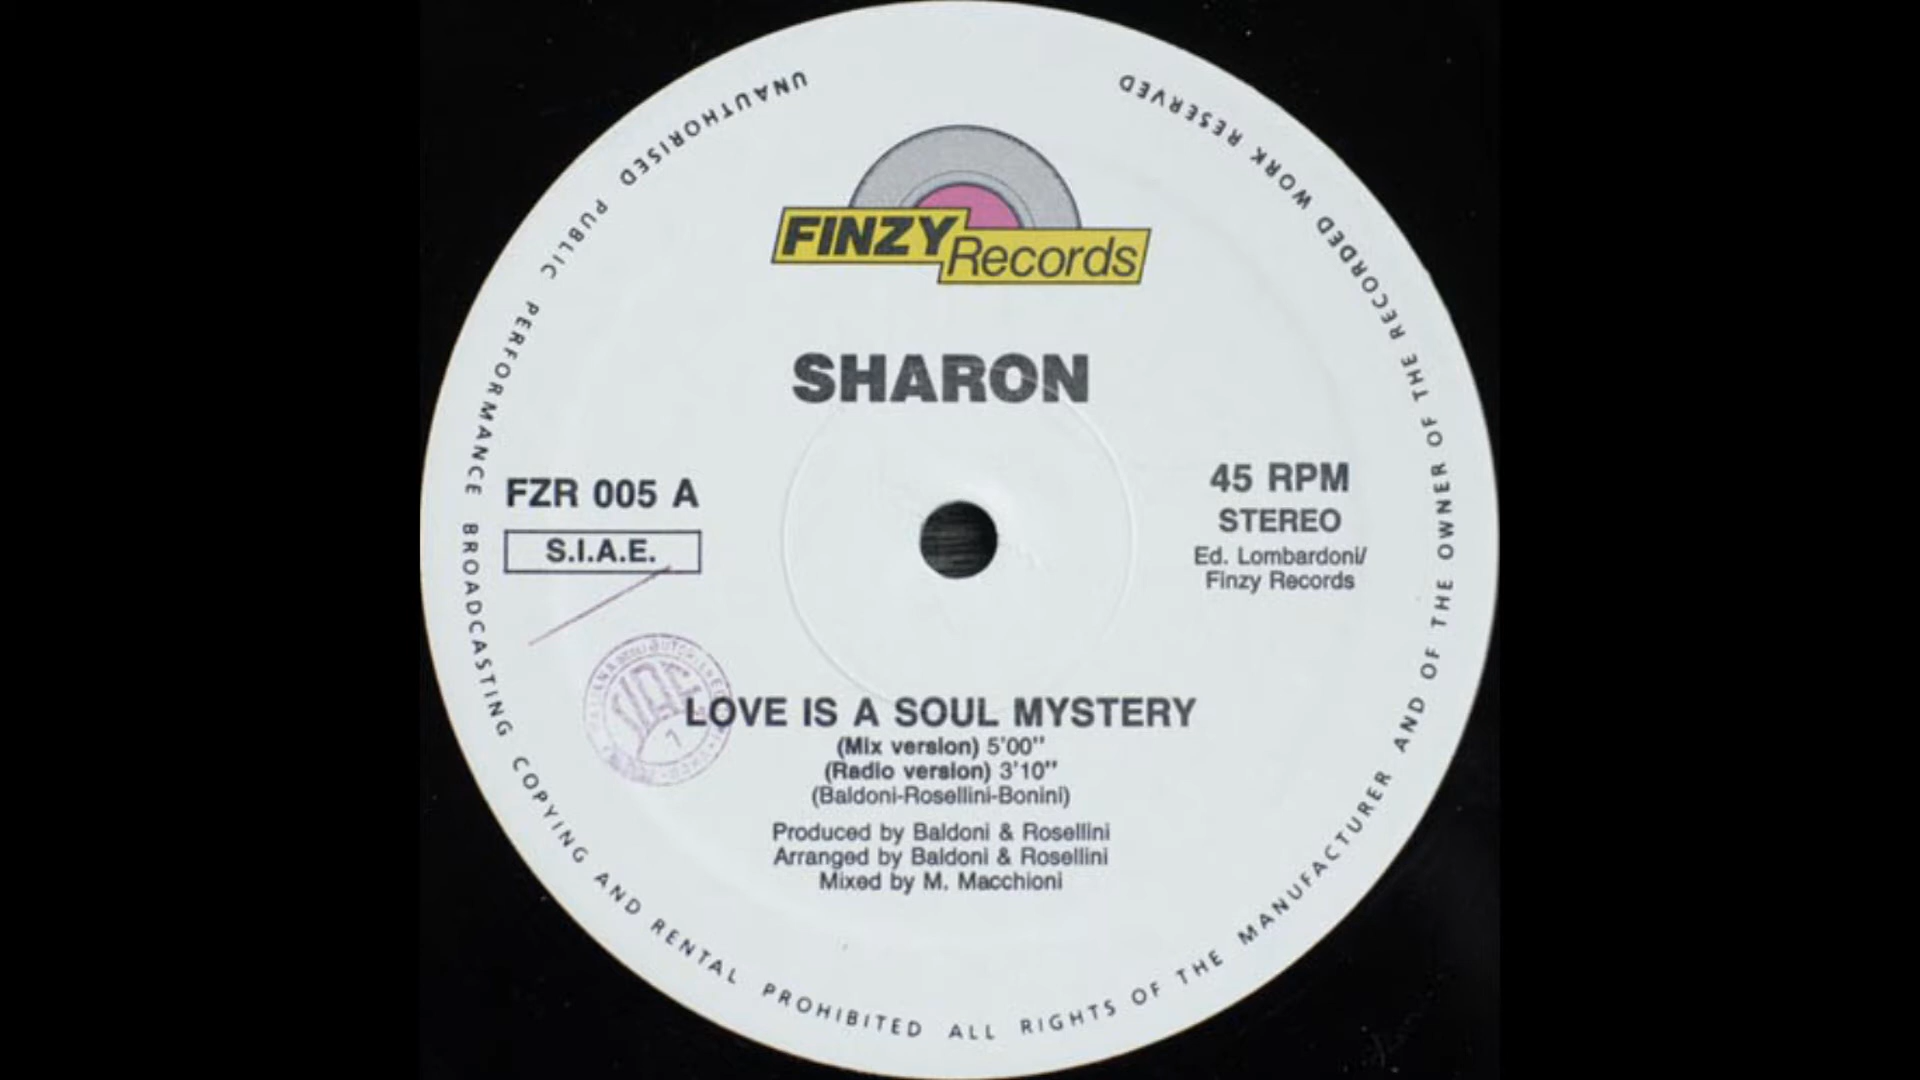 FINZY
Records
SHARON
FZR 005 A
S.I.A.E.
45 RPM
STEREO
Ed. Lombardoni/
Finzy Records
LOVE IS A SOUL MYSTERY
(Mix version) 5'00"
(Radio version) 3'10"
(Baldoni-Rosellini-Bonini)
Produced by Baldoni & Rosellini
Arranged by Baldoni & Rosellini
Mixed by M. Macchioni
UNAUTHORISED PUBLIC PERFORMANCE BROADCASTING COPYING AND RENTAL PROHIBITED ALL RIGHTS OF THE MANUFACTURER AND OF THE OWNER OF THE RECORDED WORK RESERVED